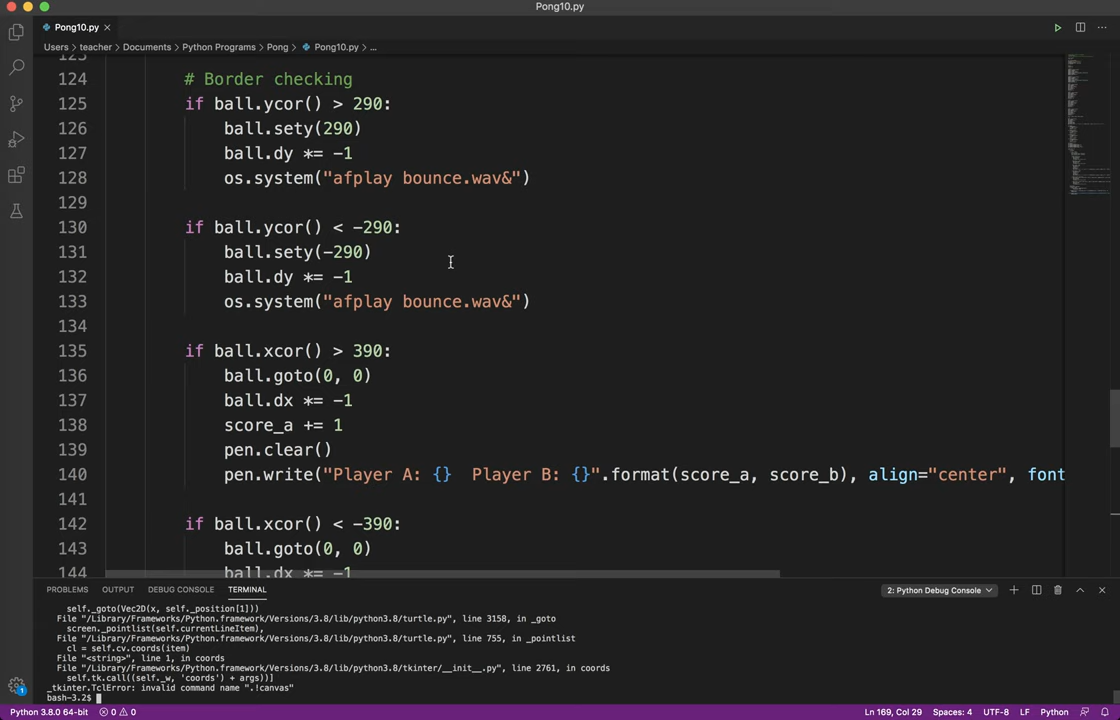 Pong10.py
Pong10.py ×
Users > teacher > Documents > Python Programs > Pong > Pong10.py > ...
123
124 # Border checking
125 if ball.ycor() > 290:
126 ball.sety(290)
127 ball.dy *= -1
128 os.system("afplay bounce.wav&")
129
130 if ball.ycor() < -290:
131 ball.sety(-290)
132 ball.dy *= -1
133 os.system("afplay bounce.wav&")
134
135 if ball.xcor() > 390:
136 ball.goto(0, 0)
137 ball.dx *= -1
138 score_a += 1
139 pen.clear()
140 pen.write("Player A: {}  Player B: {}".format(score_a, score_b), align="center", font
141
142 if ball.xcor() < -390:
143 ball.goto(0, 0)
144 ball.dx *= -1
PROBLEMS OUTPUT DEBUG CONSOLE TERMINAL 2: Python Debug Console
self._goto(Vec2D(x, self._position[1]))
File "/Library/Frameworks/Python.framework/Versions/3.8/lib/python3.8/turtle.py", line 3158, in _goto
screen._pointlist(self.currentLineItem),
File "/Library/Frameworks/Python.framework/Versions/3.8/lib/python3.8/turtle.py", line 755, in _pointlist
cl = self.cv.coords(item)
File "<string>", line 1, in coords
File "/Library/Frameworks/Python.framework/Versions/3.8/lib/python3.8/tkinter/__init__.py", line 2761, in coords
self.tk.call((self._w, 'coords') + args))]
_tkinter.TclError: invalid command name ".!canvas"
bash-3.2$
1
Python 3.8.0 64-bit 0 0 Ln 169, Col 29 Spaces: 4 UTF-8 LF Python